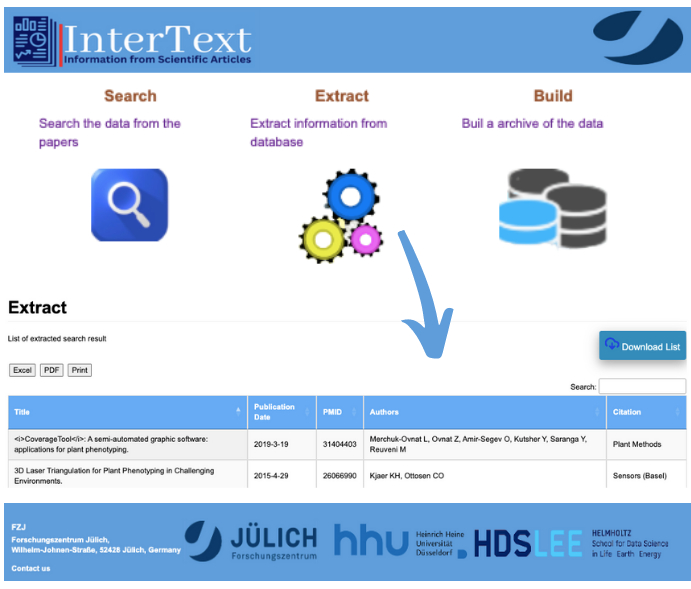 InterText
Information from Scientific Articles
Search
Extract
Build
Search the data from the
papers
Extract information from
database
Buil a archive of the data
Extract
List of extracted search result
Download List
Excel PDF Print
Search:
Title
Publication
Date
PMID
Authors
Citation
<i>CoverageTool</i>: A semi-automated graphic software:
applications for plant phenotyping.
2019-3-19
31404403
Merchuk-Ovnat L, Ovnat Z, Amir-Segev O, Kutsher Y, Saranga Y,
Reuveni M
Plant Methods
3D Laser Triangulation for Plant Phenotyping in Challenging
Environments.
2015-4-29
26066990
Kjaer KH, Ottosen CO
Sensors (Basel)
FZJ
Forschungszentrum Jülich,
Wilhelm-Johnen-Straße, 52428 Jülich, Germany
Contact us
JÜLICH
Forschungszentrum
hhu
Heinrich Heine
Universität
Düsseldorf
HDSLEE
HELMHOLTZ
School for Data Science
in Life Earth Energy